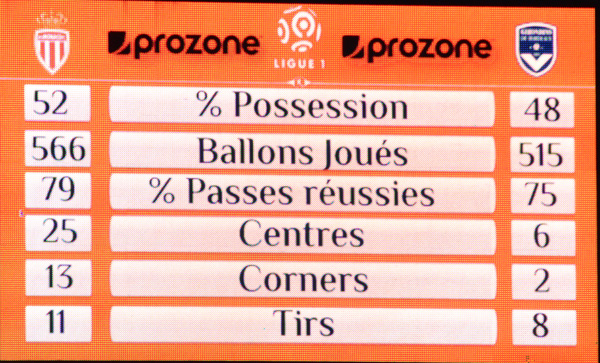 prozone LIGUE 1 prozone
52 % Possession 48
566 Ballons Joués 515
79 % Passes réussies 75
25 Centres 6
13 Corners 2
11 Tirs 8